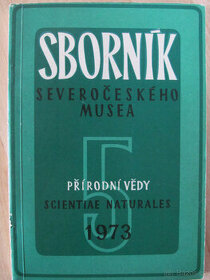 SBORNÍK
SEVEROČESKÉHO
MUSEA
5
PŘÍRODNÍ VĚDY
SCIENTIAE NATURALES
1973